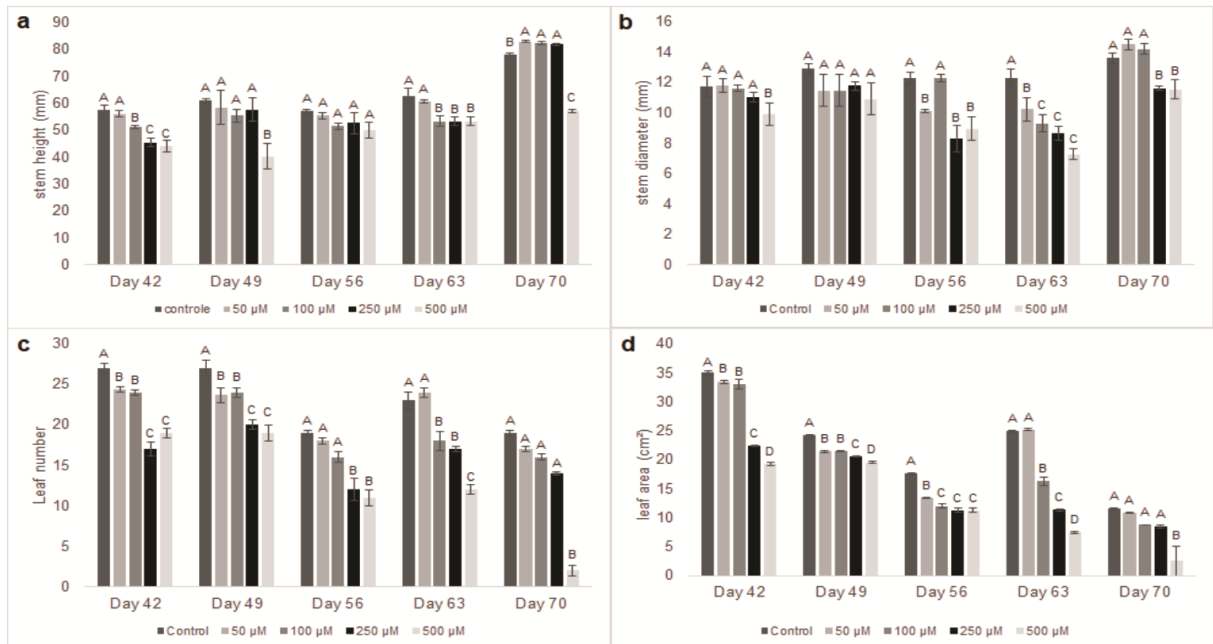 a
stem height (mm)
90
80
70
60
50
40
30
20
10
0
A A B C C
A A A A B
A A A A A
A A B B B
B A A A C
Day 42 Day 49 Day 56 Day 63 Day 70
controle 50 µM 100 µM 250 µM 500 µM
b
stem diameter (mm)
16
14
12
10
8
6
4
2
0
A A A A B
A A A A A
A B A B B
A B C C C
A A A B B
Day 42 Day 49 Day 56 Day 63 Day 70
Control 50 µM 100 µM 250 µM 500 µM
c
Leaf number
30
25
20
15
10
5
0
A B B C C
A B B C C
A A A B B
A A B B C
A A A A B
Day 42 Day 49 Day 56 Day 63 Day 70
Control 50 µM 100 µM 250 µM 500 µM
d
leaf area (cm²)
40
35
30
25
20
15
10
5
0
A B B C D
A B B C D
A B C C C
A A B C D
A A A A B
Day 42 Day 49 Day 56 Day 63 Day 70
Control 50 µM 100 µM 250 µM 500 µM